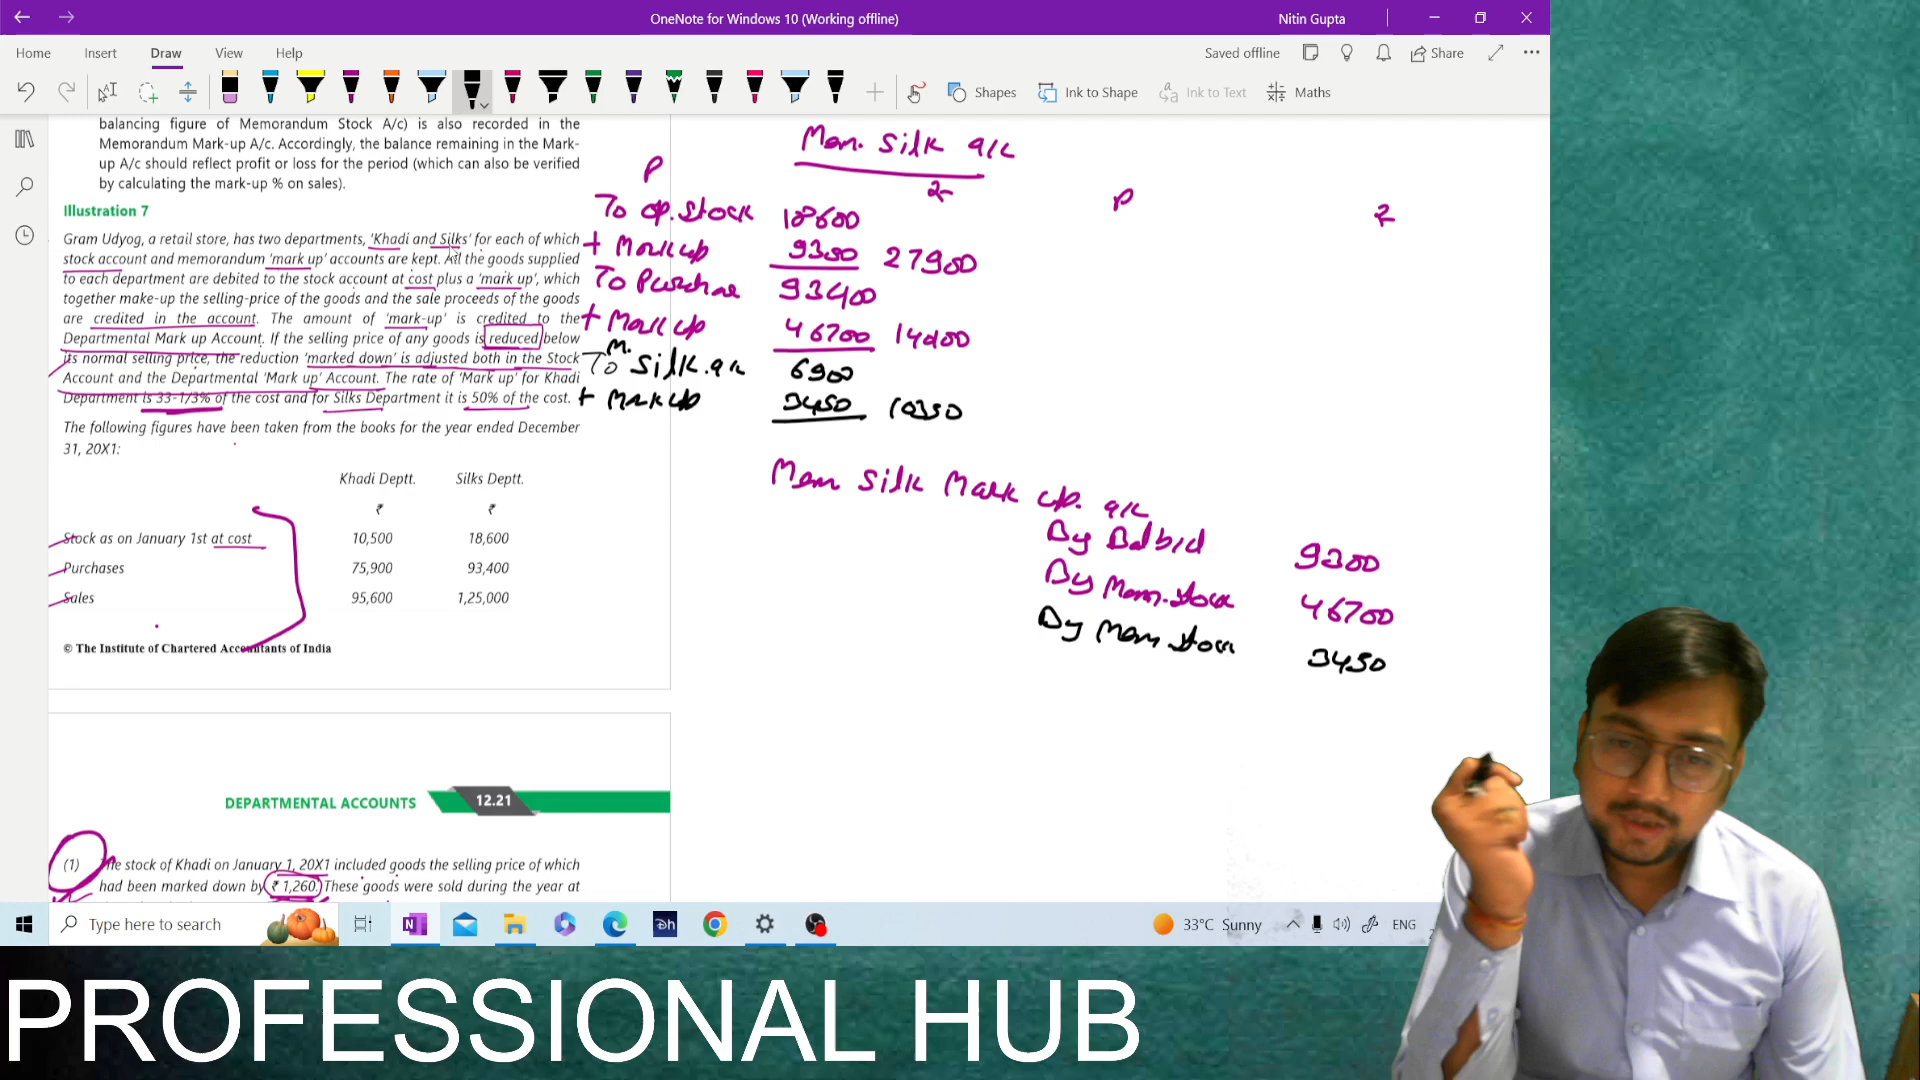 OneNote for Windows 10 (Working offline)
Nitin Gupta
Home Insert Draw View Help
Saved offline Share
Shapes Ink to Shape Ink to Text Maths
balancing figure of Memorandum Stock A/c) is also recorded in the
Memorandum Mark-up A/c. Accordingly, the balance remaining in the Mark-
up A/c should reflect profit or loss for the period (which can also be verified
by calculating the mark-up % on sales).
Illustration 7
Gram Udyog, a retail store, has two departments, 'Khadi and Silks' for each of which
stock account and memorandum 'mark up' accounts are kept. All the goods supplied
to each department are debited to the stock account at cost plus a 'mark up', which
together make-up the selling-price of the goods and the sale proceeds of the goods
are credited in the account. The amount of 'mark-up' is credited to the
Departmental Mark up Account. If the selling price of any goods is reduced below
its normal selling price, the reduction 'marked down' is adjusted both in the Stock
Account and the Departmental 'Mark up' Account. The rate of 'Mark up' for Khadi
Department is 33-1/3% of the cost and for Silks Department it is 50% of the cost.
The following figures have been taken from the books for the year ended December
31, 20X1:
Khadi Deptt. Silks Deptt.
₹ ₹
Stock as on January 1st at cost 10,500 18,600
Purchases 75,900 93,400
Sales 95,600 1,25,000
© The Institute of Chartered Accountants of India
DEPARTMENTAL ACCOUNTS 12.21
(1) The stock of Khadi on January 1, 20X1 included goods the selling price of which
had been marked down by ₹ 1,260. These goods were sold during the year at
Mem. Silk a/c
P
P
To op. Stock 18600
+ Mark up 9300 27900
To Purchase 93400
+ Mark up 46700
To M. Silk. a/c 6900
+ Mark up 3450 10350
Mem Silk Mark up. a/c
By Bal b/d 9300
By Mem. Stock 46700
By Mem Stock 3450
Type here to search
33°C Sunny
ENG
PROFESSIONAL HUB